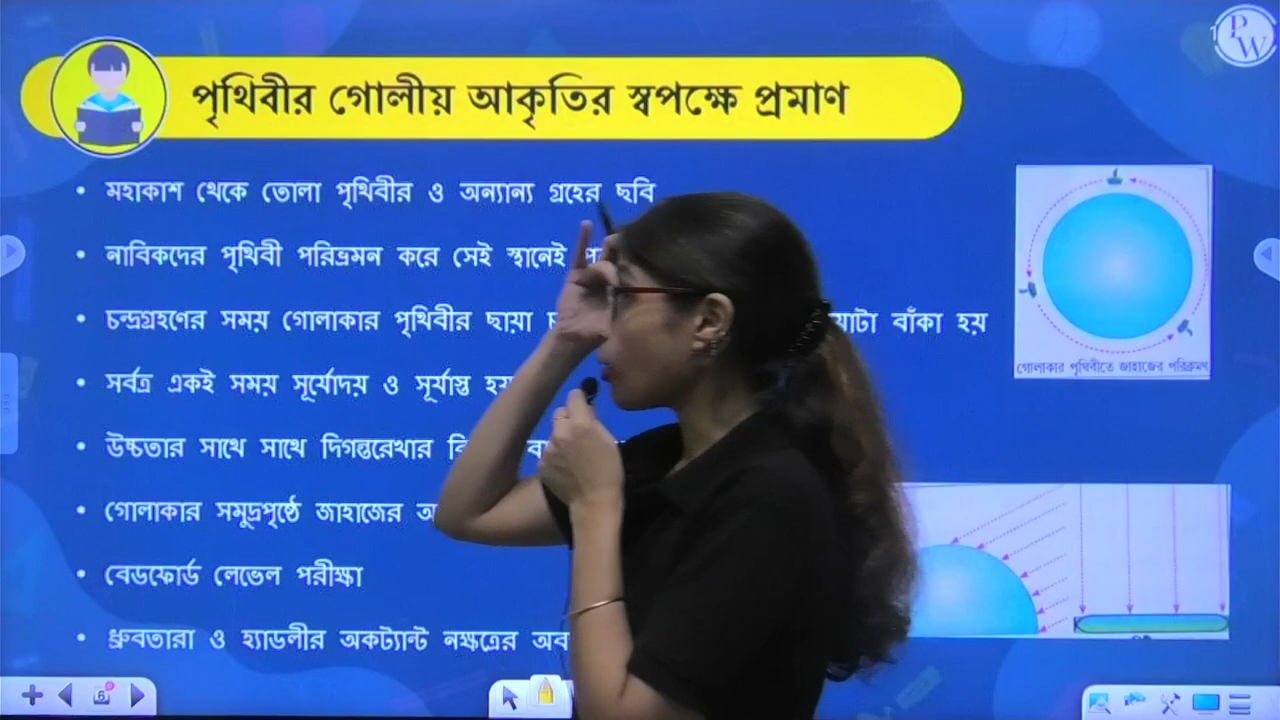 PW
পৃথিবীর গোলীয় আকৃতির স্বপক্ষে প্রমাণ
• মহাকাশ থেকে তোলা পৃথিবীর ও অন্যান্য গ্রহের ছবি
• নাবিকদের পৃথিবী পরিভ্রমন করে সেই স্থানেই
• চন্দ্রগ্রহণের সময় গোলাকার পৃথিবীর ছায়া বাঁকা হয়
• সর্বত্র একই সময় সূর্যোদয় ও সূর্যাস্ত
• উচ্চতার সাথে সাথে দিগন্তরেখার
• গোলাকার সমুদ্রপৃষ্ঠে জাহাজের
• বেডফোর্ড লেভেল পরীক্ষা
• ধ্রুবতারা ও হ্যাডলীর অকট্যান্ট নক্ষত্রের
গোলাকার পৃথিবীতে জাহাজের পরিক্রমণ
6